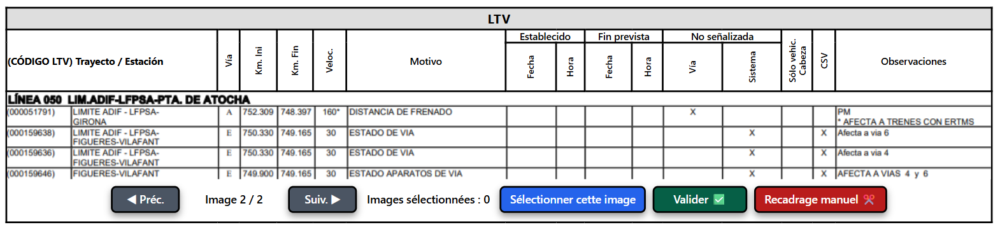 LTV
(CÓDIGO LTV) Trayecto / Estación Vía Km. Ini Km. Fin Veloc. Motivo Establecido Fin prevista No señalizada Sólo vehic. Cabeza CSV Observaciones
Fecha Hora Fecha Hora Vía Sistema
LÍNEA 050 LIM.ADIF-LFPSA-PTA. DE ATOCHA
(000051791) LIMITE ADIF - LFPSA- A 752.309 748.397 160* DISTANCIA DE FRENADO X PM
GIRONA * AFECTA A TRENES CON ERTMS
(000159638) LIMITE ADIF - LFPSA- E 750.330 749.165 30 ESTADO DE VIA X X Afecta a via 6
FIGUERES-VILAFANT
(000159636) LIMITE ADIF - LFPSA- E 750.330 749.165 30 ESTADO DE VIA X X Afecta a via 4
FIGUERES-VILAFANT
(000159646) FIGUERES-VILAFANT E 749.900 749.165 30 ESTADO APARATOS DE VIA X X AFECTA A VIAS 4 y 6
◀ Préc. Image 2 / 2 Suiv. ▶ Images sélectionnées : 0 Sélectionner cette image Valider ✅ Recadrage manuel ✂️